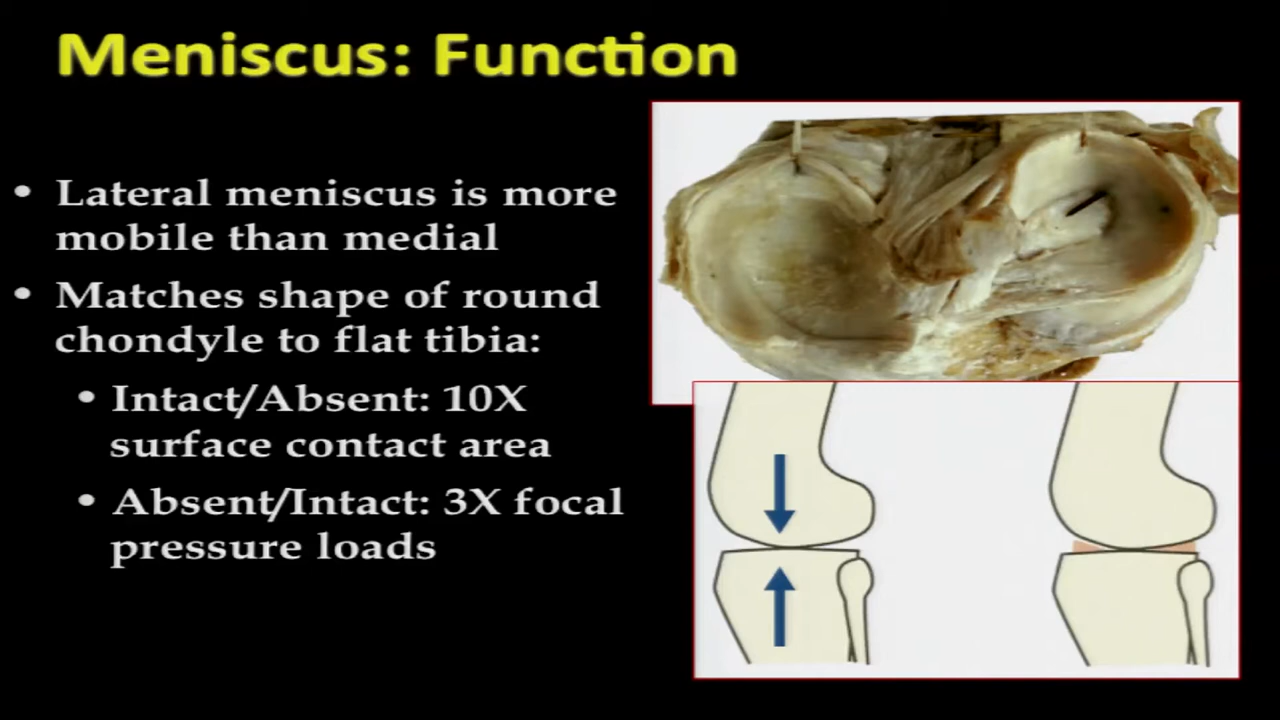 Meniscus: Function
• Lateral meniscus is more
mobile than medial
• Matches shape of round
chondyle to flat tibia:
• Intact/Absent: 10X
surface contact area
• Absent/Intact: 3X focal
pressure loads